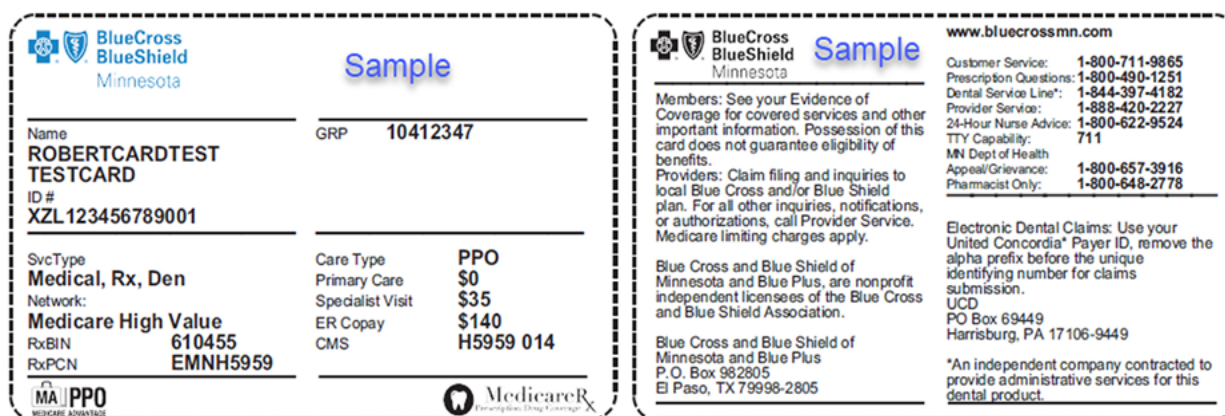 BlueCross
BlueShield
Minnesota
Sample
Name
ROBERTCARDTEST
TESTCARD
ID #
XZL123456789001
GRP 10412347
SvcType
Medical, Rx, Den
Network:
Medicare High Value
RxBIN 610455
RxPCN EMNH5959
Care Type PPO
Primary Care $0
Specialist Visit $35
ER Copay $140
CMS H5959 014
MA PPO
MEDICARE ADVANTAGE
MedicareRx
Prescription Drug Coverage
BlueCross
BlueShield
Minnesota
Sample
Members: See your Evidence of
Coverage for covered services and other
important information. Possession of this
card does not guarantee eligibility of
benefits.
Providers: Claim filing and inquiries to
local Blue Cross and/or Blue Shield
plan. For all other inquiries, notifications,
or authorizations, call Provider Service.
Medicare limiting charges apply.
Blue Cross and Blue Shield of
Minnesota and Blue Plus, are nonprofit
independent licensees of the Blue Cross
and Blue Shield Association.
Blue Cross and Blue Shield of
Minnesota and Blue Plus
P.O. Box 982805
El Paso, TX 79998-2805
www.bluecrossmn.com
Customer Service: 1-800-711-9865
Prescription Questions: 1-800-490-1251
Dental Service Line*: 1-844-397-4182
Provider Service: 1-888-420-2227
24-Hour Nurse Advice: 1-800-622-9524
TTY Capability: 711
MN Dept of Health
Appeal/Grievance: 1-800-657-3916
Pharmacist Only: 1-800-648-2778
Electronic Dental Claims: Use your
United Concordia* Payer ID, remove the
alpha prefix before the unique
identifying number for claims
submission.
UCD
PO Box 69449
Harrisburg, PA 17106-9449
*An independent company contracted to
provide administrative services for this
dental product.